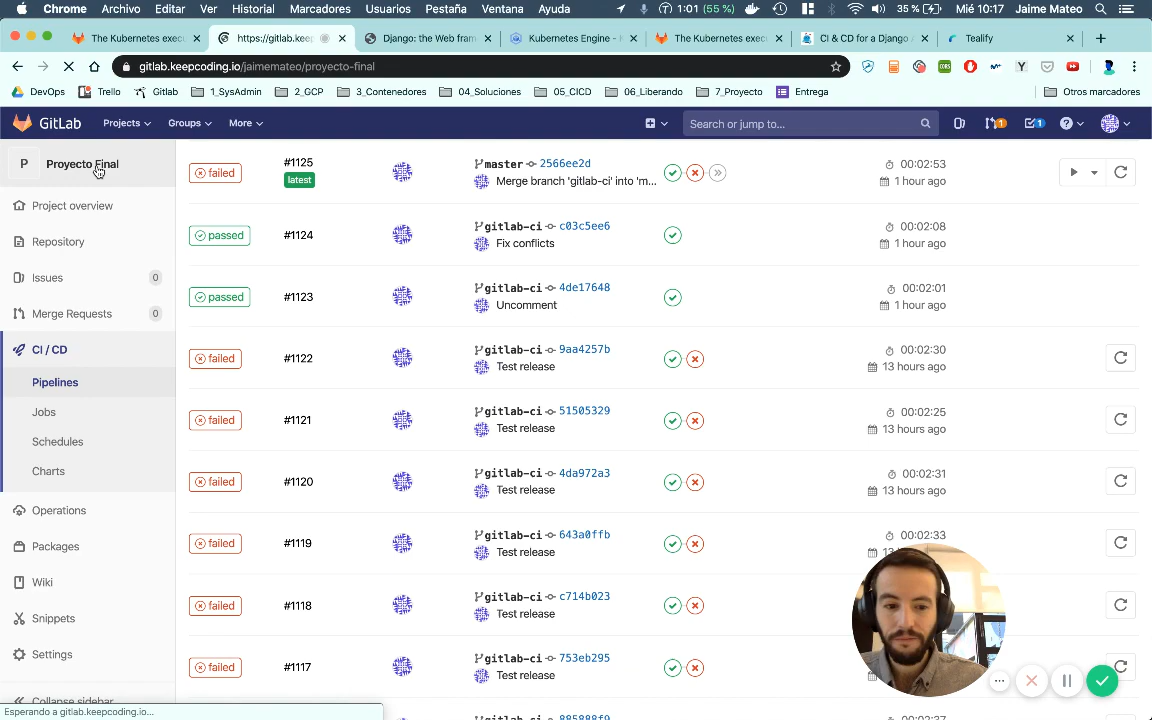 Chrome Archivo Editar Ver Historial Marcadores Usuarios Pestaña Ventana Ayuda 1:01 (55 %) 35 % Mié 10:17 Jaime Mateo
The Kubernetes execu
https://gitlab.keep
Django: the Web fram
Kubernetes Engine - K
The Kubernetes execu
CI & CD for a Django A
Tealify
gitlab.keepcoding.io/jaimemateo/proyecto-final
DevOps Trello Gitlab 1_SysAdmin 2_GCP 3_Contenedores 04_Soluciones 05_CICD 06_Liberando 7_Proyecto Entrega Otros marcadores
GitLab Projects Groups More Search or jump to... 1 1
P Proyecto Final
Project overview
Repository
Issues 0
Merge Requests 0
CI / CD
Pipelines
Jobs
Schedules
Charts
Operations
Packages
Wiki
Snippets
Settings
Collapse sidebar
Esperando a gitlab.keepcoding.io...
failed #1125 master 2566ee2d 00:02:53
latest Merge branch 'gitlab-ci' into 'm... 1 hour ago
passed #1124 gitlab-ci c03c5ee6 00:02:08
Fix conflicts 1 hour ago
passed #1123 gitlab-ci 4de17648 00:02:01
Uncomment 1 hour ago
failed #1122 gitlab-ci 9aa4257b 00:02:30
Test release 13 hours ago
failed #1121 gitlab-ci 51505329 00:02:25
Test release 13 hours ago
failed #1120 gitlab-ci 4da972a3 00:02:31
Test release 13 hours ago
failed #1119 gitlab-ci 643a0ffb 00:02:33
Test release
failed #1118 gitlab-ci c714b023
Test release
failed #1117 gitlab-ci 753eb295
Test release